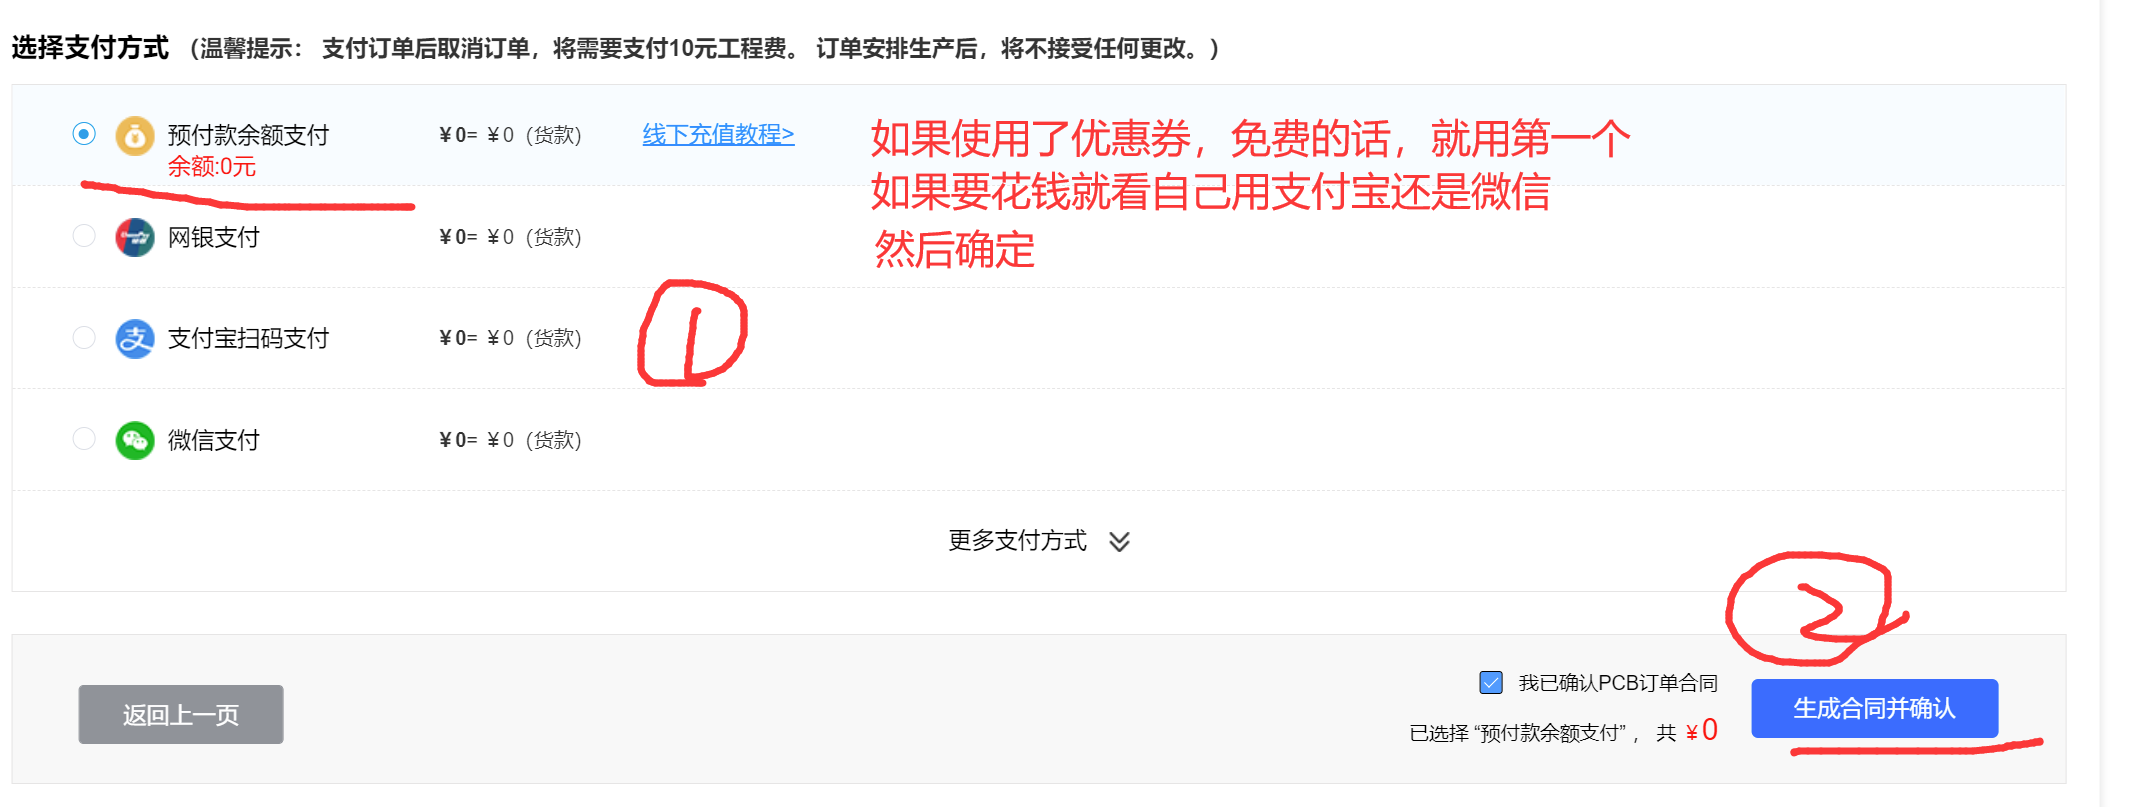 选择支付方式 （温馨提示： 支付订单后取消订单，将需要支付10元工程费。 订单安排生产后，将不接受任何更改。）
预付款余额支付 ¥0= ¥0 (货款) 线下充值教程>
余额:0元
如果使用了优惠券，免费的话，就用第一个
如果要花钱就看自己用支付宝还是微信
然后确定
网银支付 ¥0= ¥0 (货款)
1
支付宝扫码支付 ¥0= ¥0 (货款)
微信支付 ¥0= ¥0 (货款)
更多支付方式
2
返回上一页
我已确认PCB订单合同
已选择 “预付款余额支付”， 共 ¥0
生成合同并确认